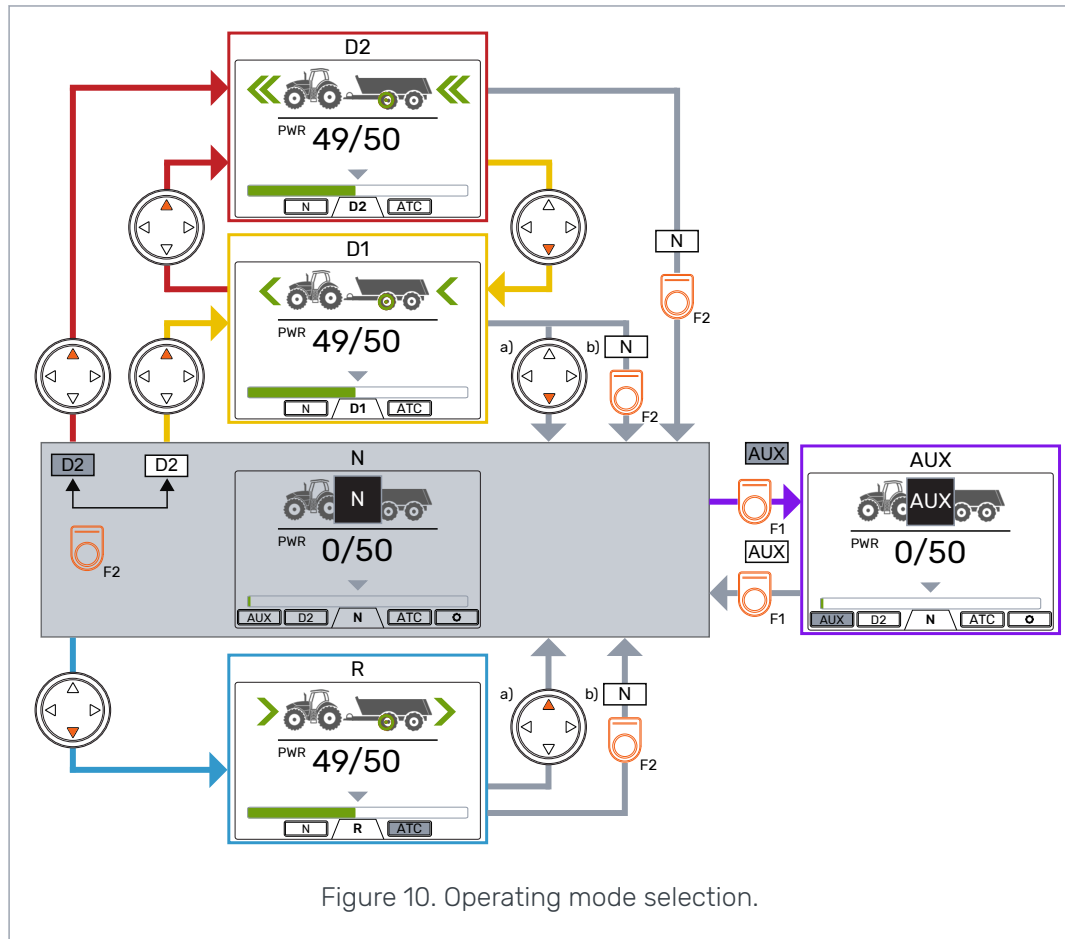 D2
PWR 49/50
N D2 ATC
N
F2
D1
PWR 49/50
N D1 ATC
a)
b) N
F2
D2
D2
F2
N
N
PWR 0/50
AUX D2 N ATC
AUX
F1
AUX
F1
AUX
AUX
PWR 0/50
AUX D2 N ATC
R
PWR 49/50
N R ATC
a)
b) N
F2
Figure 10. Operating mode selection.